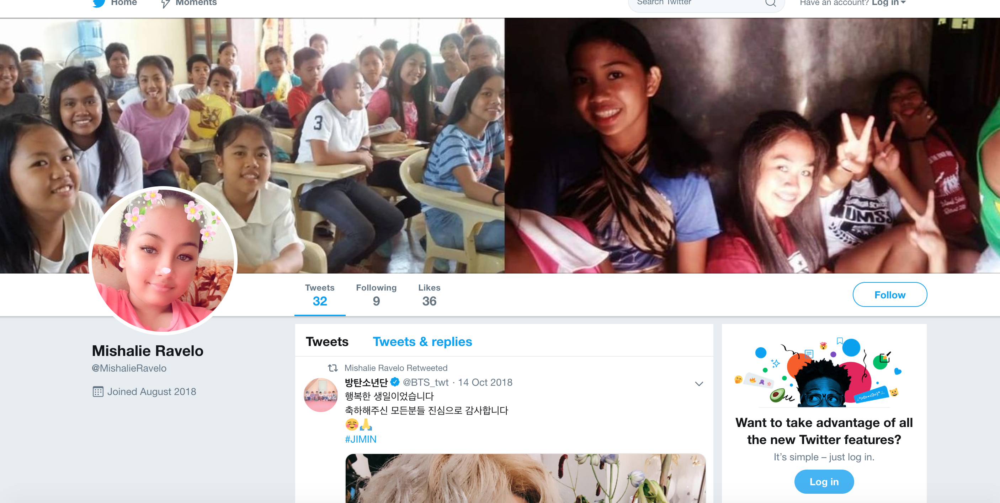 Home
Moments
Search Twitter
Have an account? Log in
3
HUMSS
Tweets
32
Following
9
Likes
36
Follow
Mishalie Ravelo
@MishalieRavelo
Joined August 2018
Tweets
Tweets & replies
Mishalie Ravelo Retweeted
방탄소년단 @BTS_twt · 14 Oct 2018
행복한 생일이었습니다
축하해주신 모든분들 진심으로 감사합니다
☺️🙏
#JIMIN
Want to take advantage of all
the new Twitter features?
It’s simple – just log in.
Log in